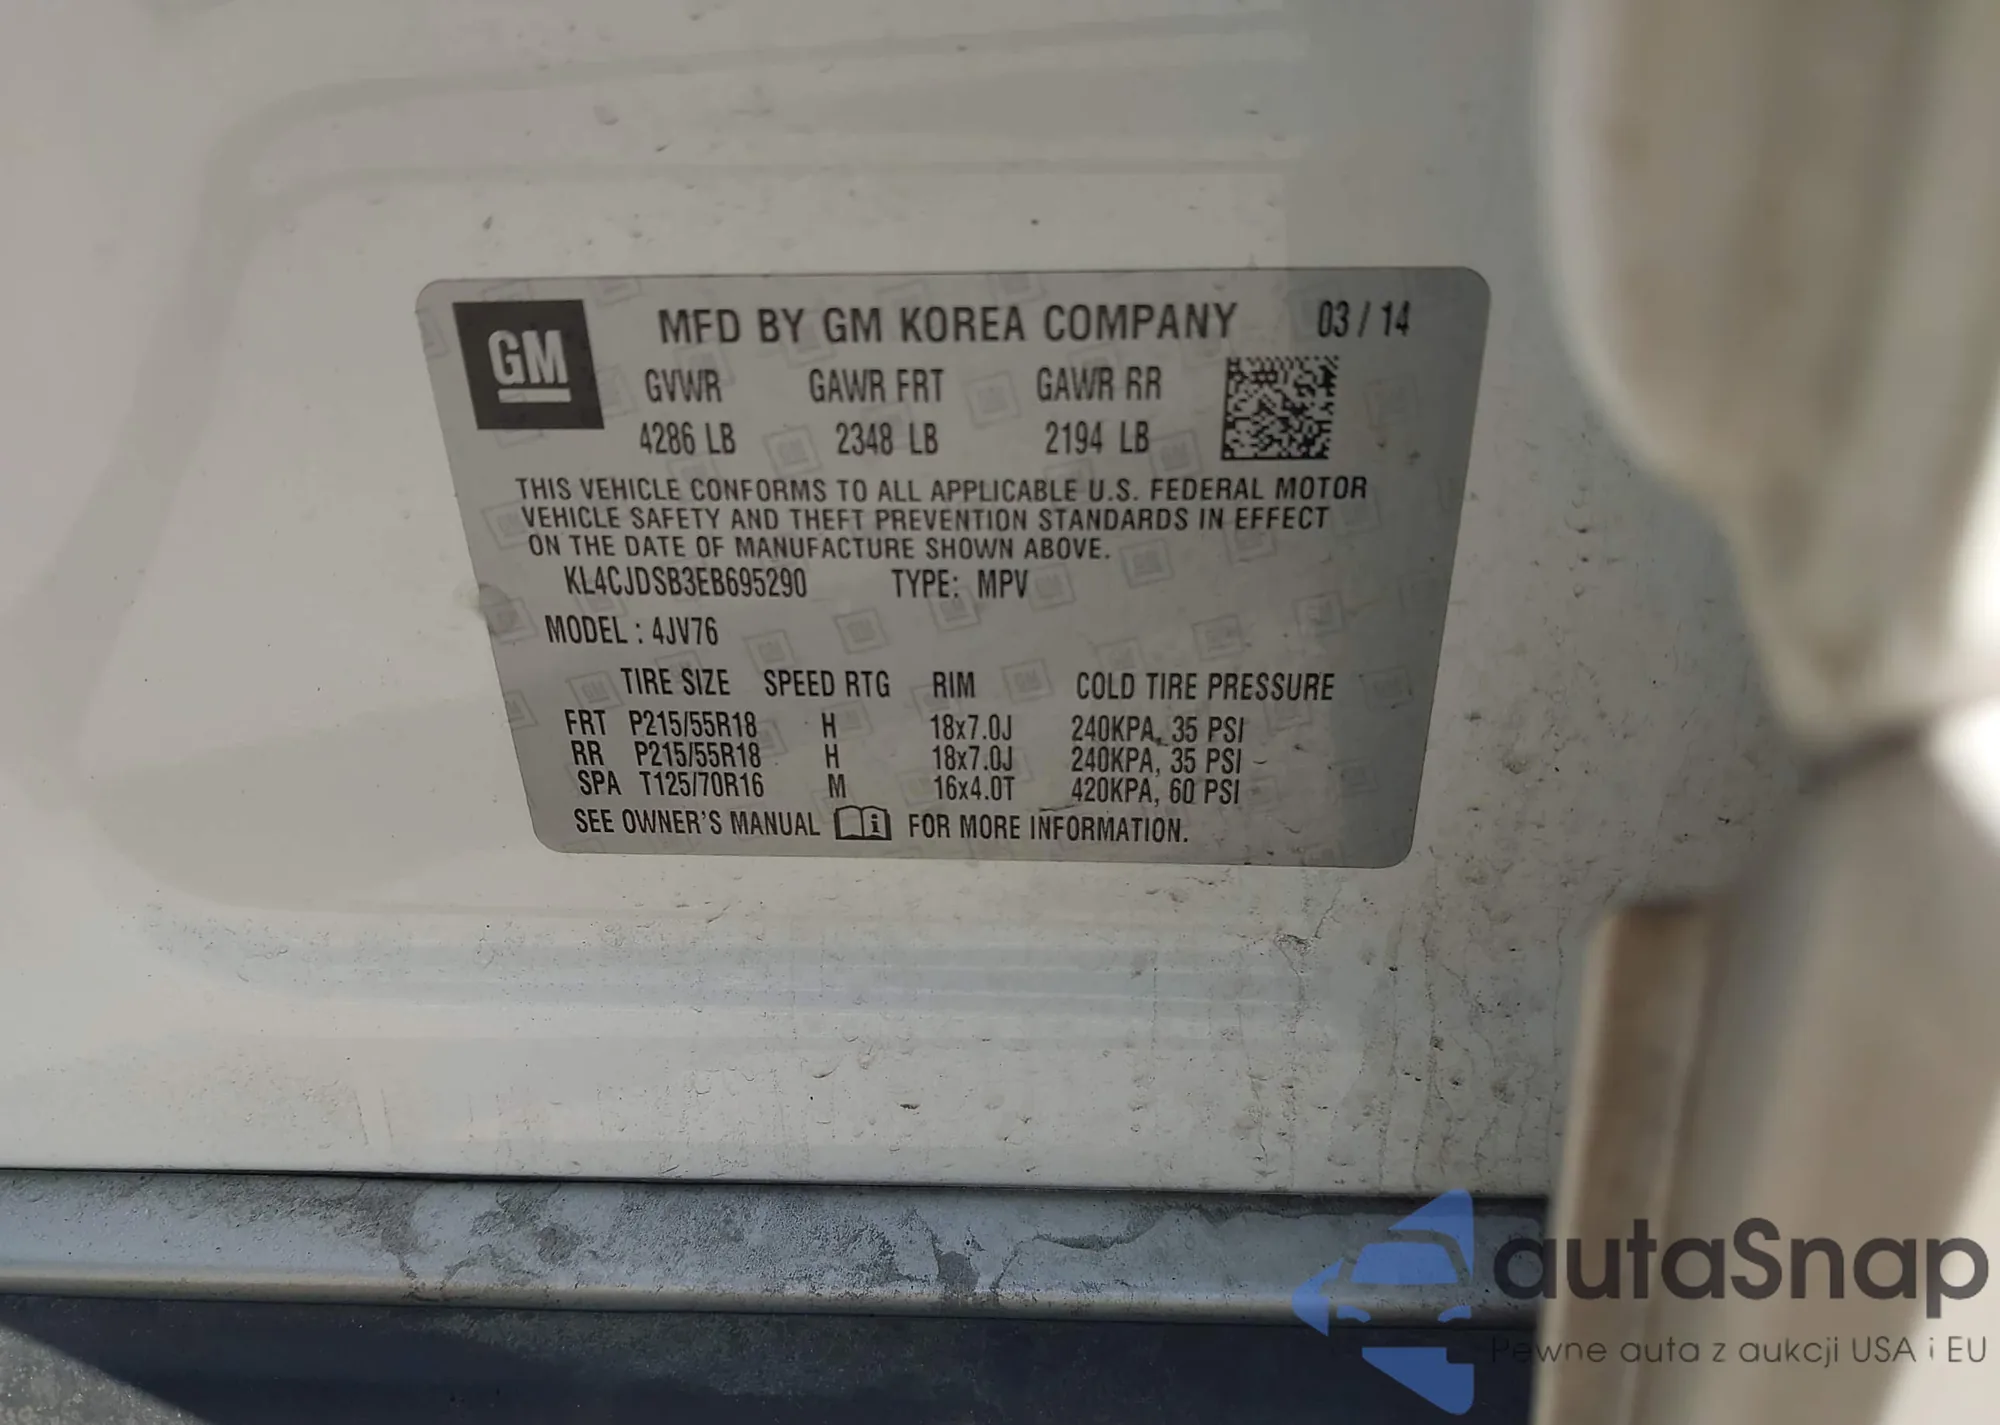 GM
MFD BY GM KOREA COMPANY 03 / 14
GVWR GAWR FRT GAWR RR
4286 LB 2348 LB 2194 LB
THIS VEHICLE CONFORMS TO ALL APPLICABLE U.S. FEDERAL MOTOR
VEHICLE SAFETY AND THEFT PREVENTION STANDARDS IN EFFECT
ON THE DATE OF MANUFACTURE SHOWN ABOVE.
KL4CJDSB3EB695290 TYPE: MPV
MODEL : 4JV76
TIRE SIZE SPEED RTG RIM COLD TIRE PRESSURE
FRT P215/55R18 H 18x7.0J 240KPA, 35 PSI
RR P215/55R18 H 18x7.0J 240KPA, 35 PSI
SPA T125/70R16 M 16x4.0T 420KPA, 60 PSI
SEE OWNER'S MANUAL i FOR MORE INFORMATION.
autaSnap
Pewne auta z aukcji USA i EU